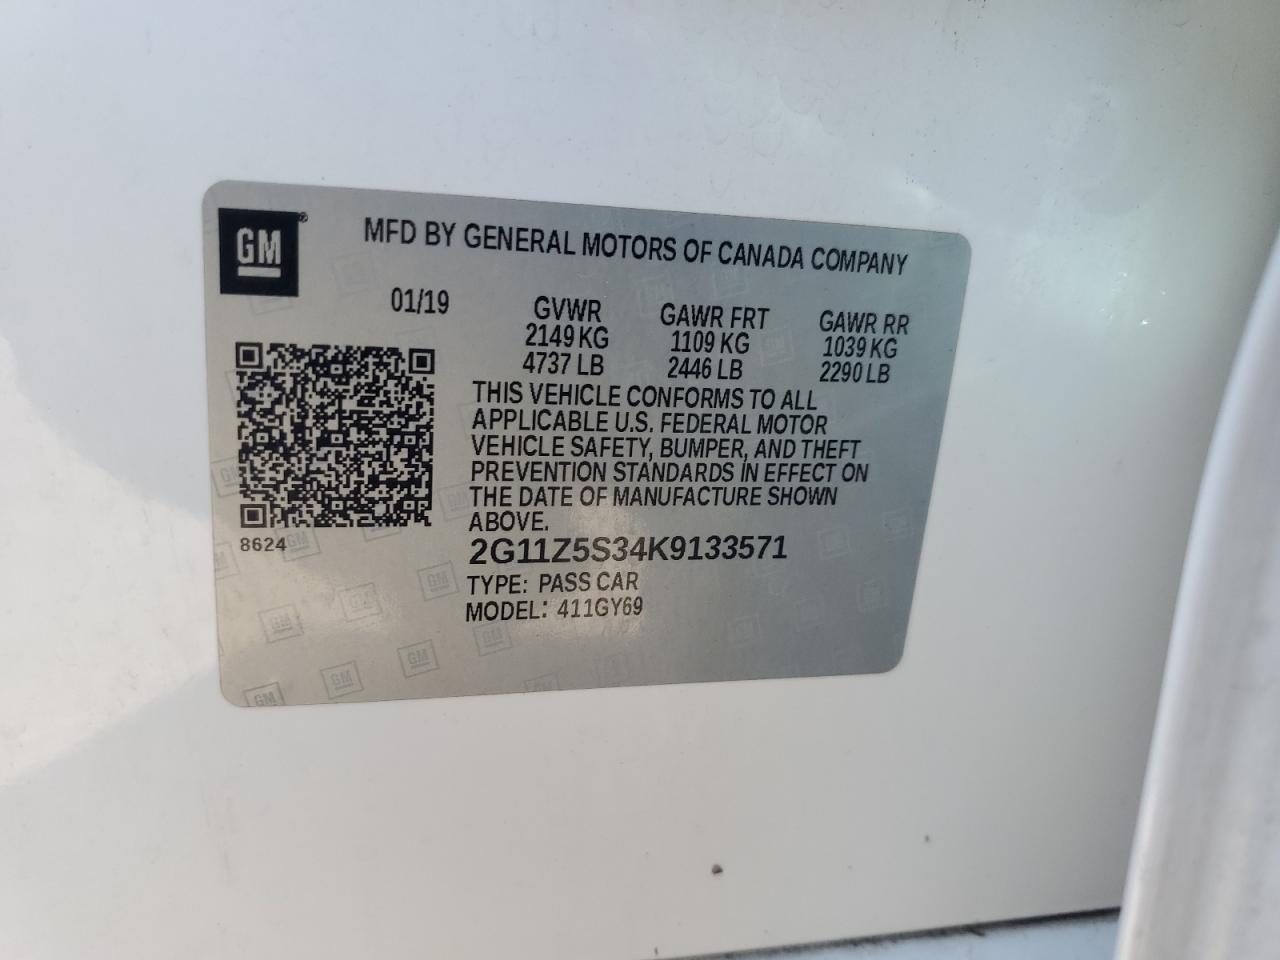 GM®
MFD BY GENERAL MOTORS OF CANADA COMPANY
01/19
GVWR
2149 KG
4737 LB
GAWR FRT
1109 KG
2446 LB
GAWR RR
1039 KG
2290 LB
THIS VEHICLE CONFORMS TO ALL
APPLICABLE U.S. FEDERAL MOTOR
VEHICLE SAFETY, BUMPER, AND THEFT
PREVENTION STANDARDS IN EFFECT ON
THE DATE OF MANUFACTURE SHOWN
ABOVE.
8624
2G11Z5S34K9133571
TYPE: PASS CAR
MODEL: 411GY69